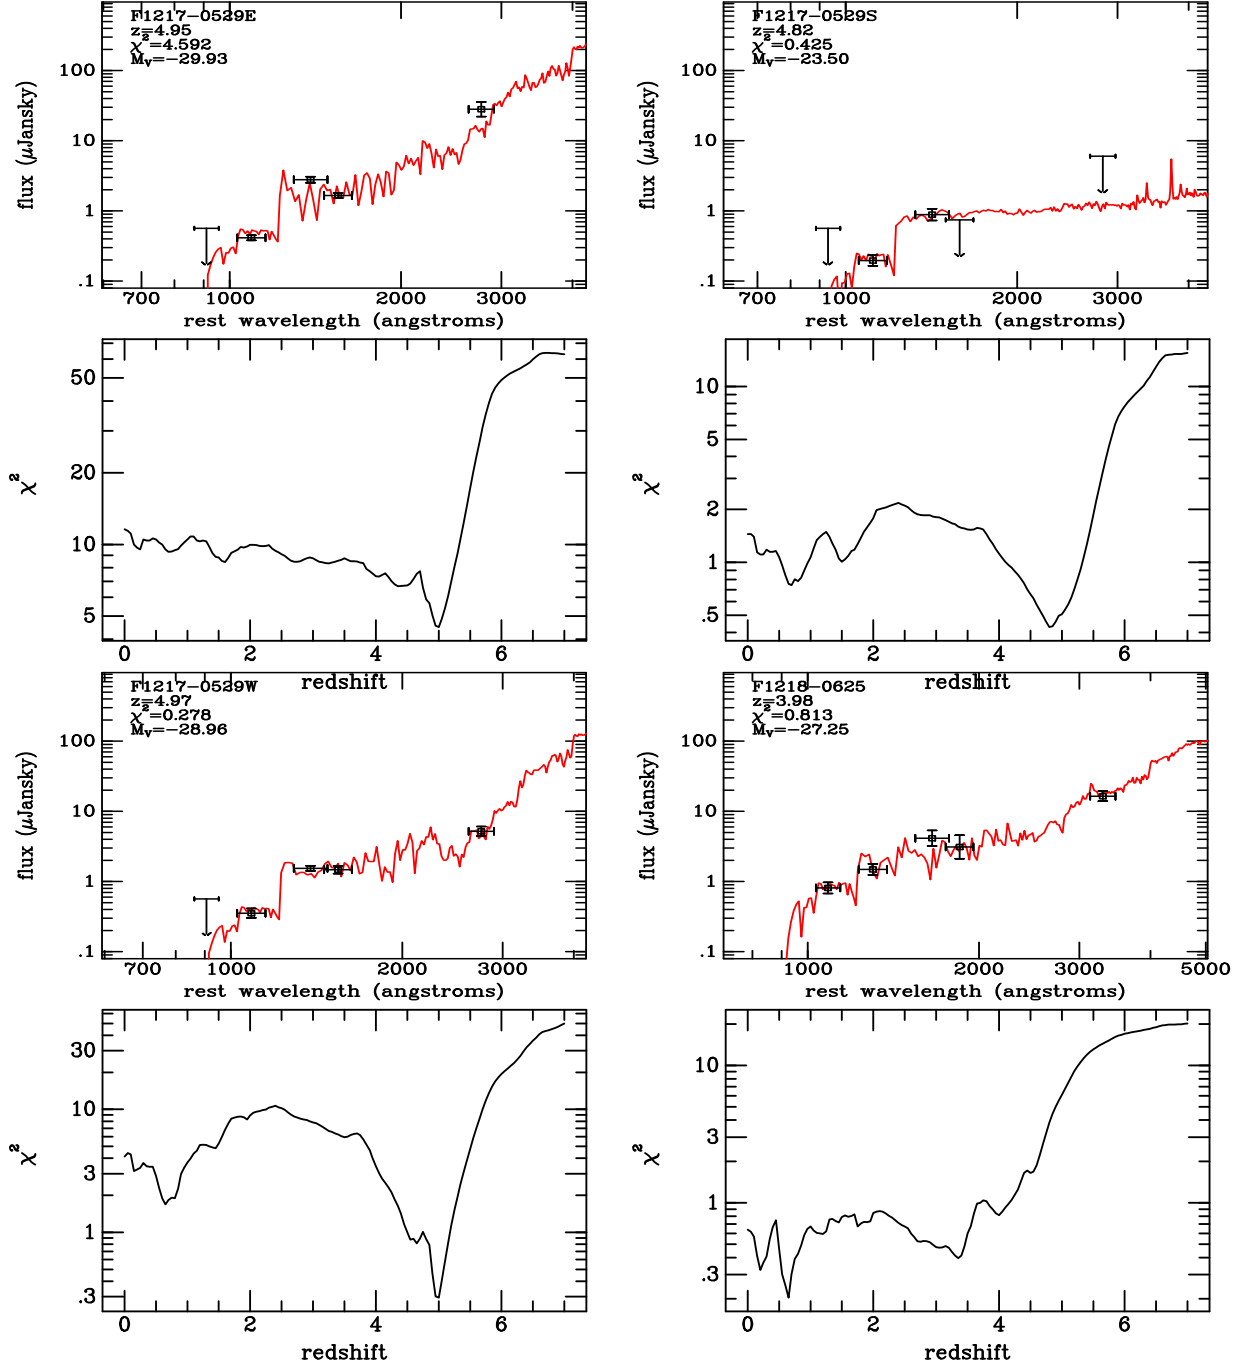 F1217-0529E
z=4.95
χ²=4.592
Mᵥ=-29.93
flux (μJansky)
100
10
1
.1
700 1000 2000 3000
rest wavelength (angstroms)
F1217-0529S
z=4.82
χ²=0.425
Mᵥ=-23.50
flux (μJansky)
100
10
1
.1
700 1000 2000 3000
rest wavelength (angstroms)
χ²
50
20
10
5
0 2 4 6
redshift
χ²
10
5
2
1
.5
0 2 4 6
redshift
F1217-0529W
z=4.97
χ²=0.278
Mᵥ=-28.96
flux (μJansky)
100
10
1
.1
700 1000 2000 3000
rest wavelength (angstroms)
F1218-0625
z=3.98
χ²=0.813
Mᵥ=-27.25
flux (μJansky)
100
10
1
.1
1000 2000 3000 5000
rest wavelength (angstroms)
χ²
30
10
3
1
.3
0 2 4 6
redshift
χ²
10
3
1
.3
0 2 4 6
redshift